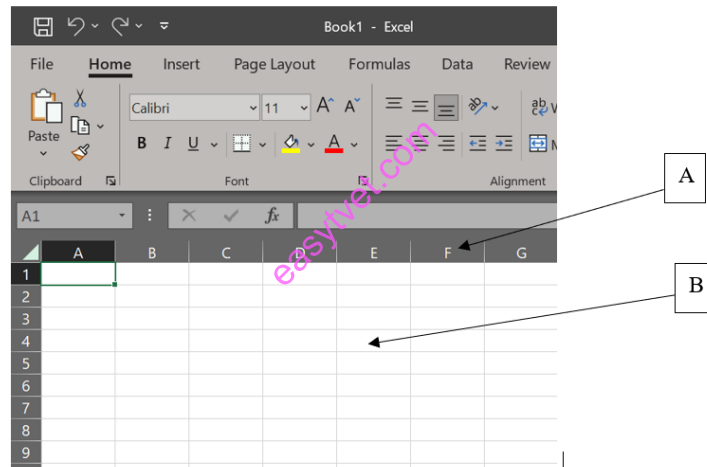 Book1 - Excel
File Home Insert Page Layout Formulas Data Review
Calibri 11 A A
Paste B I U A
Clipboard Font Alignment
A1 fx
A B C D E F G
1
2
3
4
5
6
7
8
9
A
B
easytvet.com